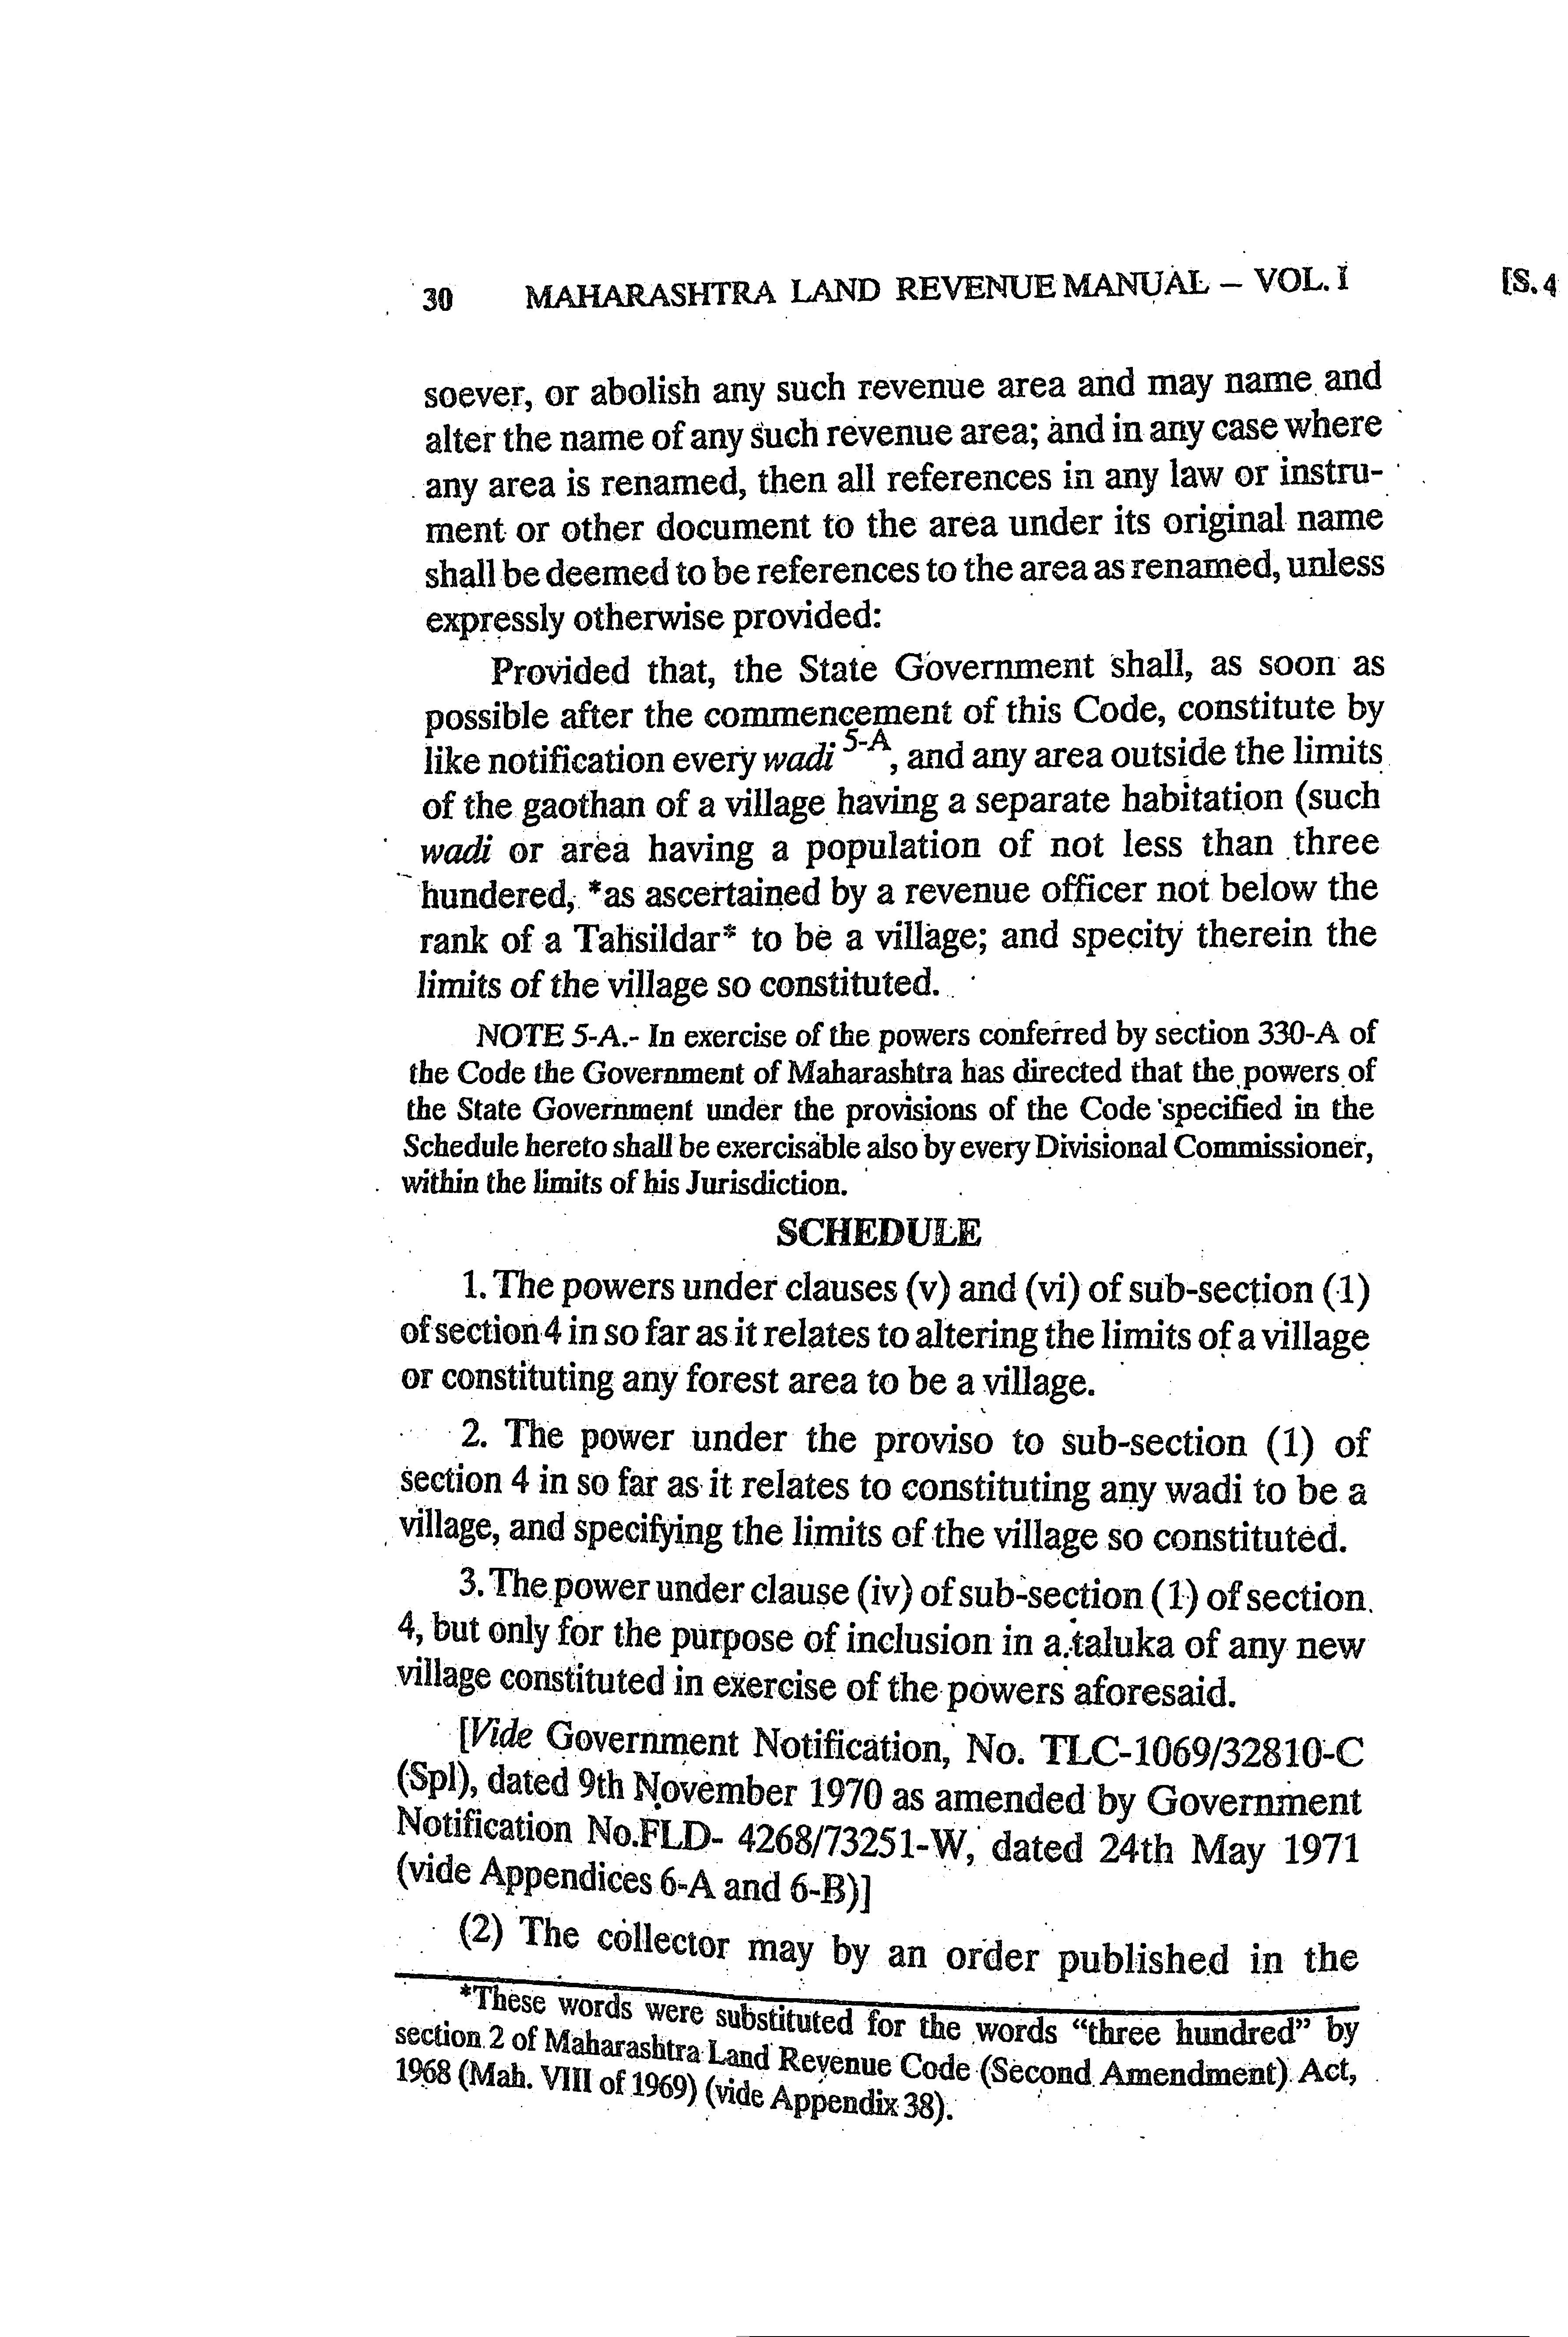 30 MAHARASHTRA LAND REVENUE MANUAL – VOL. I [S. 4
soever, or abolish any such revenue area and may name and
alter the name of any such revenue area; and in any case where
any area is renamed, then all references in any law or instru-
ment or other document to the area under its original name
shall be deemed to be references to the area as renamed, unless
expressly otherwise provided:
Provided that, the State Government shall, as soon as
possible after the commencement of this Code, constitute by
like notification every wadi 5-A, and any area outside the limits
of the gaothan of a village having a separate habitation (such
wadi or area having a population of not less than three
hundered, *as ascertained by a revenue officer not below the
rank of a Tahsildar* to be a village; and specity therein the
limits of the village so constituted.
NOTE 5-A.- In exercise of the powers conferred by section 330-A of
the Code the Government of Maharashtra has directed that the powers of
the State Government under the provisions of the Code specified in the
Schedule hereto shall be exercisable also by every Divisional Commissioner,
within the limits of his Jurisdiction.
SCHEDULE
1. The powers under clauses (v) and (vi) of sub-section (1)
of section 4 in so far as it relates to altering the limits of a village
or constituting any forest area to be a village.
2. The power under the proviso to sub-section (1) of
section 4 in so far as it relates to constituting any wadi to be a
village, and specifying the limits of the village so constituted.
3. The power under clause (iv) of sub-section (1) of section
4, but only for the purpose of inclusion in a taluka of any new
village constituted in exercise of the powers aforesaid.
[Vide Government Notification, No. TLC-1069/32810-C
(Spl), dated 9th November 1970 as amended by Government
Notification No.FLD- 4268/73251-W, dated 24th May 1971
(vide Appendices 6-A and 6-B)]
(2) The collector may by an order published in the
*These words were substituted for the words “three hundred” by
section 2 of Maharashtra Land Revenue Code (Second Amendment) Act,
1968 (Mah. VIII of 1969) (vide Appendix 38).